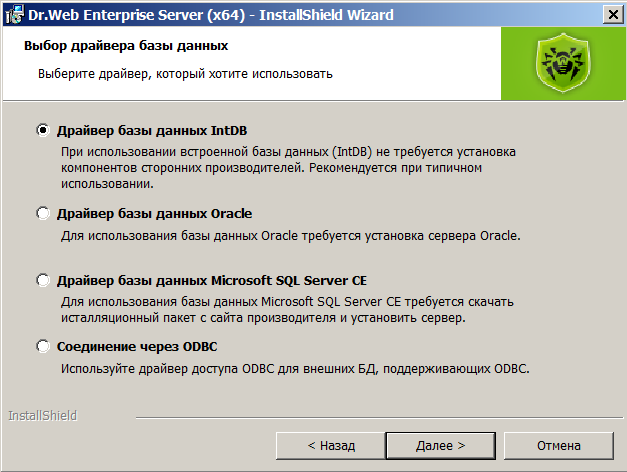 Dr.Web Enterprise Server (x64) - InstallShield Wizard
Выбор драйвера базы данных
Выберите драйвер, который хотите использовать
Драйвер базы данных IntDB
При использовании встроенной базы данных (IntDB) не требуется установка
компонентов сторонних производителей. Рекомендуется при типичном
использовании.
Драйвер базы данных Oracle
Для использования базы данных Oracle требуется установка сервера Oracle.
Драйвер базы данных Microsoft SQL Server CE
Для использования базы данных Microsoft SQL Server CE требуется скачать
исталляционный пакет с сайта производителя и установить сервер.
Соединение через ODBC
Используйте драйвер доступа ODBC для внешних БД, поддерживающих ODBC.
InstallShield
< Назад
Далее >
Отмена